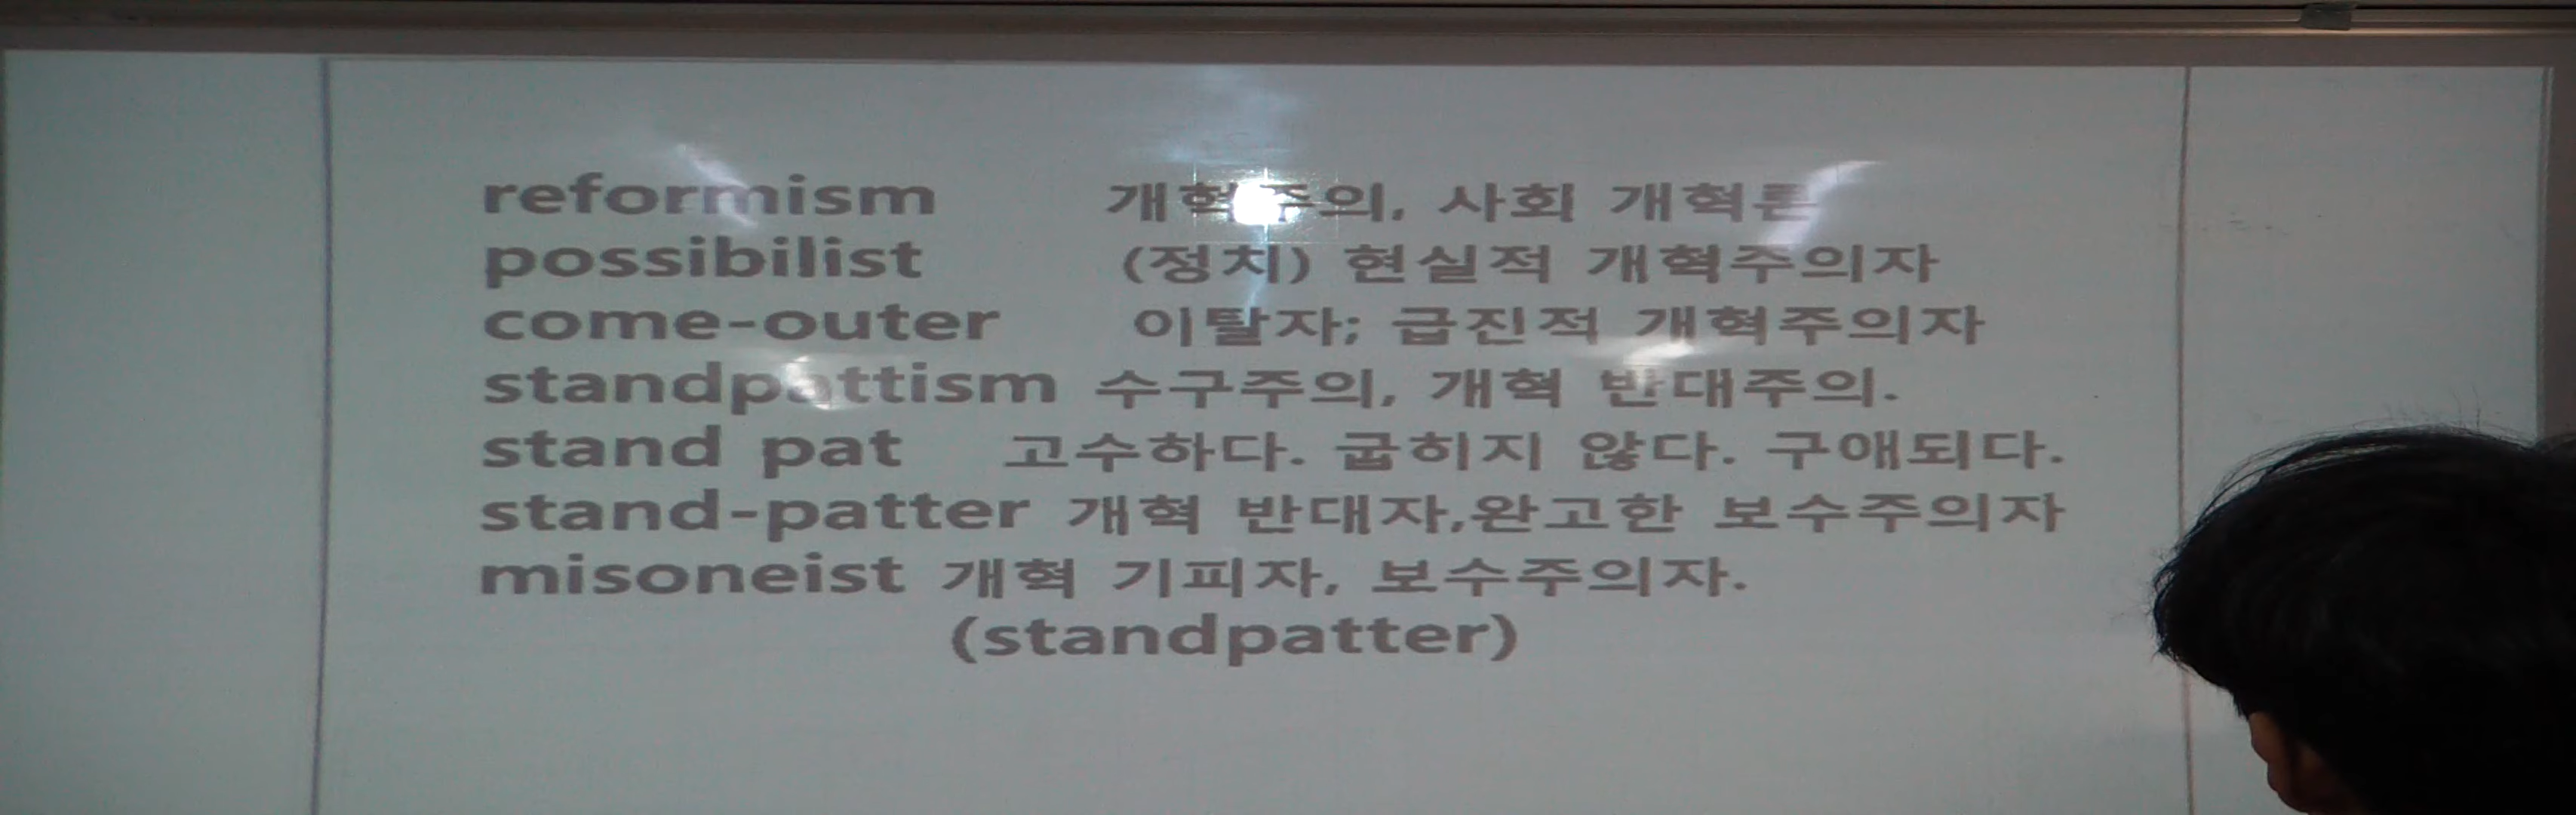 reformism 개혁주의, 사회 개혁론
possibilist (정치) 현실적 개혁주의자
come-outer 이탈자; 급진적 개혁주의자
standpattism 수구주의, 개혁 반대주의.
stand pat 고수하다. 굽히지 않다. 구애되다.
stand-patter 개혁 반대자,완고한 보수주의자
misoneist 개혁 기피자, 보수주의자.
(standpatter)